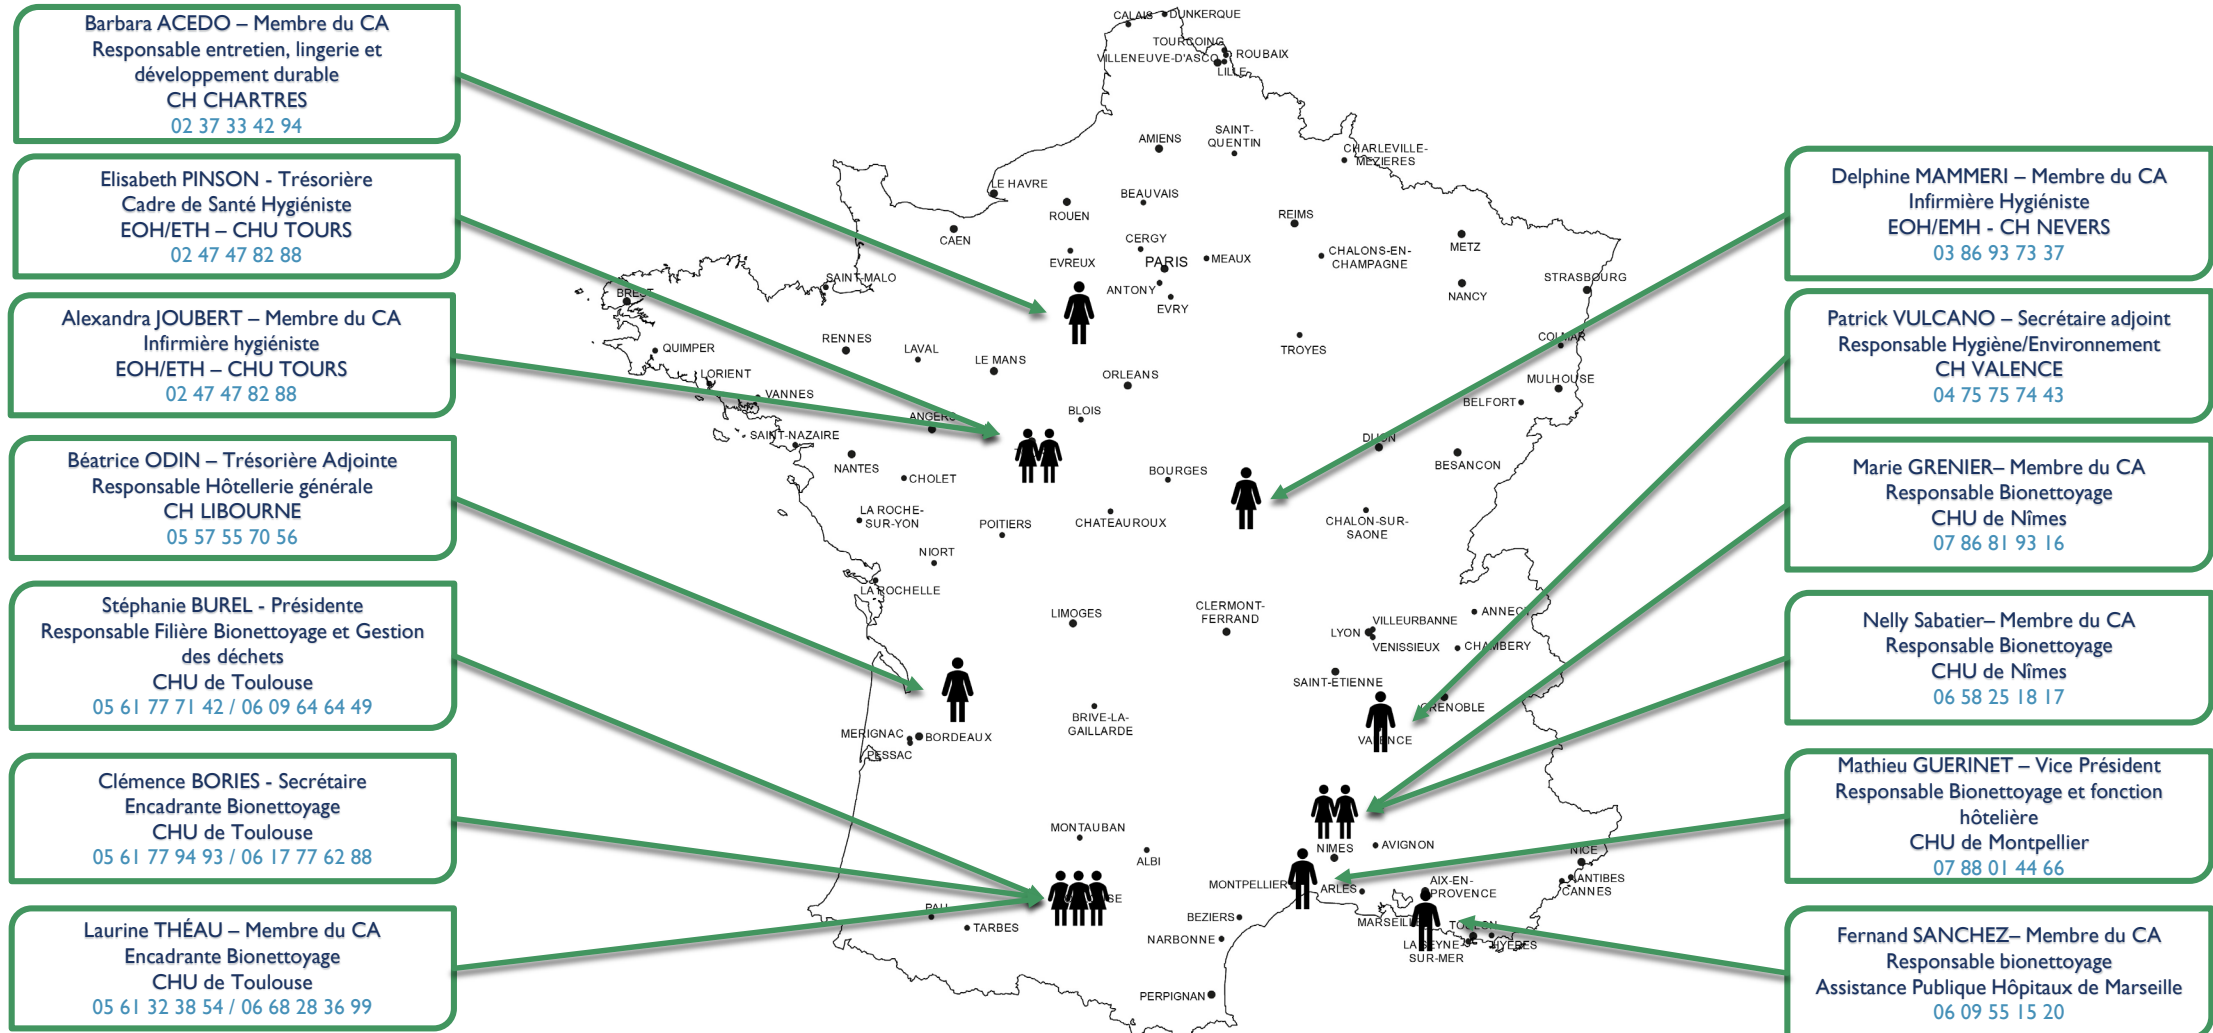 Barbara ACEDO – Membre du CA
Responsable entretien, lingerie et
développement durable
CH CHARTRES
02 37 33 42 94
Elisabeth PINSON - Trésorière
Cadre de Santé Hygiéniste
EOH/ETH – CHU TOURS
02 47 47 82 88
Alexandra JOUBERT – Membre du CA
Infirmière hygiéniste
EOH/ETH – CHU TOURS
02 47 47 82 88
Béatrice ODIN – Trésorière Adjointe
Responsable Hôtellerie générale
CH LIBOURNE
05 57 55 70 56
Stéphanie BUREL - Présidente
Responsable Filière Bionettoyage et Gestion
des déchets
CHU de Toulouse
05 61 77 71 42 / 06 09 64 64 49
Clémence BORIES - Secrétaire
Encadrante Bionettoyage
CHU de Toulouse
05 61 77 94 93 / 06 17 77 62 88
Laurine THÉAU – Membre du CA
Encadrante Bionettoyage
CHU de Toulouse
05 61 32 38 54 / 06 68 28 36 99
CALAIS
DUNKERQUE
TOURCOING
ROUBAIX
VILLENEUVE-D'ASCQ
LILLE
AMIENS
SAINT-
QUENTIN
CHARLEVILLE-
MEZIERES
LE HAVRE
ROUEN
BEAUVAIS
REIMS
CAEN
CERGY
EVREUX
PARIS
MEAUX
CHALONS-EN-
CHAMPAGNE
METZ
NANCY
STRASBOURG
ANTONY
EVRY
SAINT-MALO
BREST
QUIMPER
RENNES
LAVAL
LE MANS
TROYES
COLMAR
LORIENT
VANNES
ORLEANS
MULHOUSE
BELFORT
ANGERS
BLOIS
SAINT-NAZAIRE
NANTES
CHOLET
BOURGES
DIJON
BESANCON
LA ROCHE-
SUR-YON
POITIERS
CHATEAUROUX
CHALON-SUR-
SAONE
NIORT
LA ROCHELLE
LIMOGES
CLERMONT-
FERRAND
ANNECY
VILLEURBANNE
LYON
VENISSIEUX
CHAMBERY
SAINT-ETIENNE
GRENOBLE
BRIVE-LA-
GAILLARDE
VALENCE
MERIGNAC
BORDEAUX
PESSAC
MONTAUBAN
ALBI
NIMES
AVIGNON
NICE
MONTPELLIER
ARLES
AIX-EN-
PROVENCE
ANTIBES
CANNES
SE
PAU
TARBES
BEZIERS
NARBONNE
MARSEILLE
TOULON
LA SEYNE-
SUR-MER
HYERES
PERPIGNAN
Delphine MAMMERI – Membre du CA
Infirmière Hygiéniste
EOH/EMH - CH NEVERS
03 86 93 73 37
Patrick VULCANO – Secrétaire adjoint
Responsable Hygiène/Environnement
CH VALENCE
04 75 75 74 43
Marie GRENIER– Membre du CA
Responsable Bionettoyage
CHU de Nîmes
07 86 81 93 16
Nelly Sabatier– Membre du CA
Responsable Bionettoyage
CHU de Nîmes
06 58 25 18 17
Mathieu GUERINET – Vice Président
Responsable Bionettoyage et fonction
hôtelière
CHU de Montpellier
07 88 01 44 66
Fernand SANCHEZ– Membre du CA
Responsable bionettoyage
Assistance Publique Hôpitaux de Marseille
06 09 55 15 20